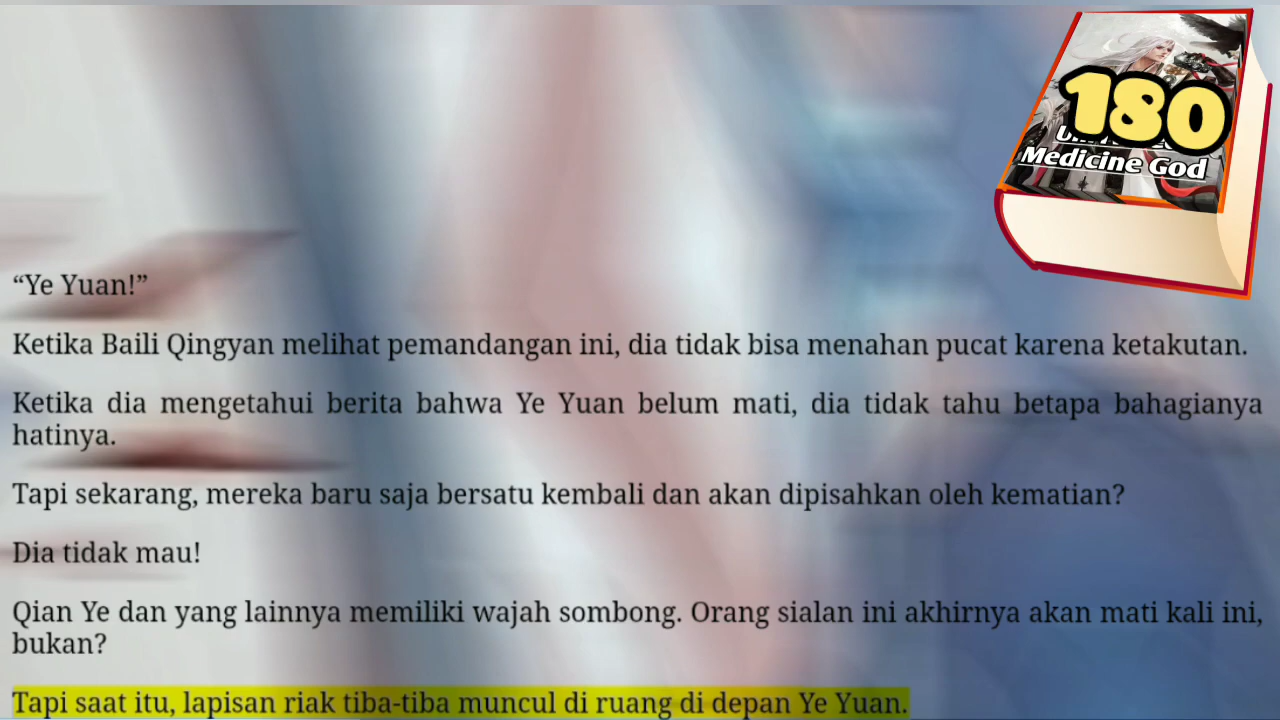 180
Medicine God
“Ye Yuan!”
Ketika Baili Qingyan melihat pemandangan ini, dia tidak bisa menahan pucat karena ketakutan.
Ketika dia mengetahui berita bahwa Ye Yuan belum mati, dia tidak tahu betapa bahagianya
hatinya.
Tapi sekarang, mereka baru saja bersatu kembali dan akan dipisahkan oleh kematian?
Dia tidak mau!
Qian Ye dan yang lainnya memiliki wajah sombong. Orang sialan ini akhirnya akan mati kali ini,
bukan?
Tapi saat itu, lapisan riak tiba-tiba muncul di ruang di depan Ye Yuan.